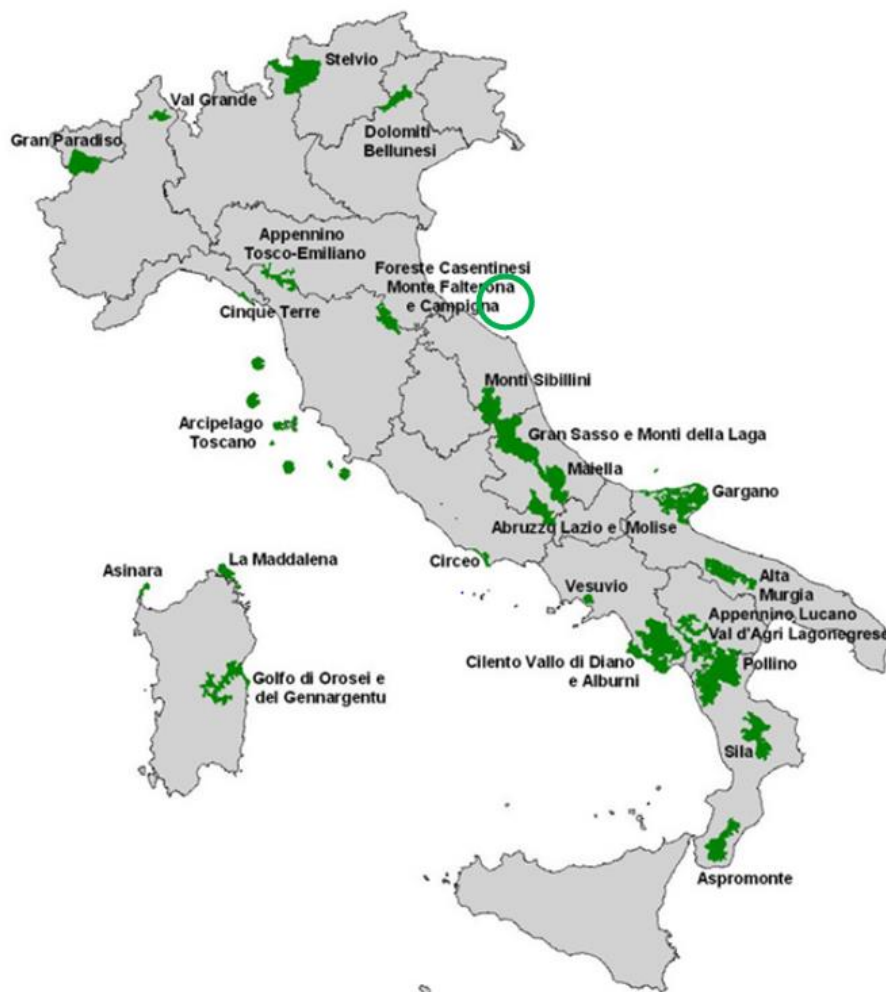 Stelvio
Val Grande
Gran Paradiso
Dolomiti
Bellunesi
Appennino
Tosco-Emiliano
Foreste Casentinesi
Monte Falterona
e Campigna
Cinque Terre
Monti Sibillini
Arcipelago
Toscano
Gran Sasso e Monti della Laga
Maiella
Gargano
Abruzzo Lazio e Molise
Circeo
La Maddalena
Asinara
Vesuvio
Alta
Murgia
Appennino Lucano
Val d'Agri Lagonegrese
Cilento Vallo di Diano
e Alburni
Pollino
Golfo di Orosei e
del Gennargentu
Sila
Aspromonte